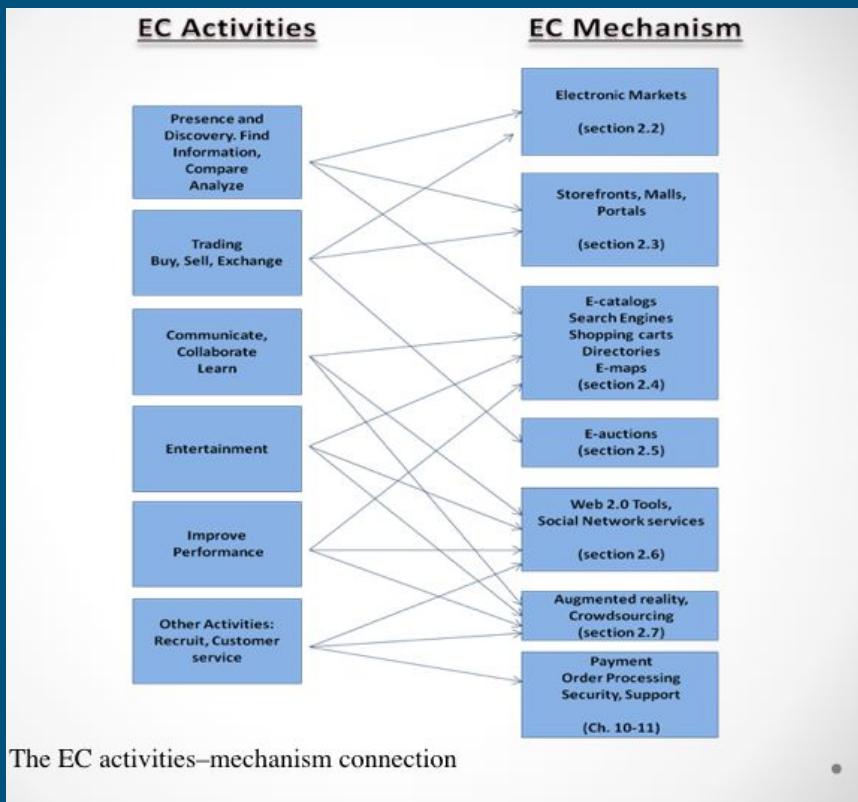 EC Activities
EC Mechanism
Presence and
Discovery. Find
Information,
Compare
Analyze
Trading
Buy, Sell, Exchange
Communicate,
Collaborate
Learn
Entertainment
Improve
Performance
Other Activities:
Recruit, Customer
service
Electronic Markets
(section 2.2)
Storefronts, Malls,
Portals
(section 2.3)
E-catalogs
Search Engines
Shopping carts
Directories
E-maps
(section 2.4)
E-auctions
(section 2.5)
Web 2.0 Tools,
Social Network services
(section 2.6)
Augmented reality,
Crowdsourcing
(section 2.7)
Payment
Order Processing
Security, Support
(Ch. 10-11)
The EC activities–mechanism connection